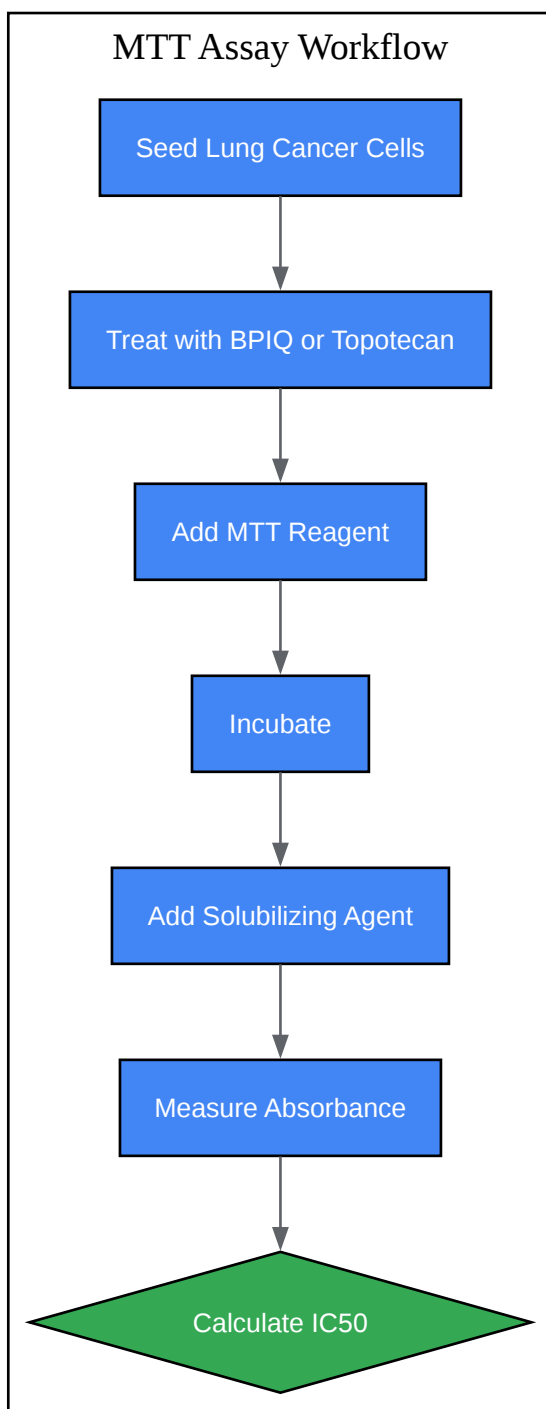 MTT Assay Workflow
Seed Lung Cancer Cells
Treat with BPIQ or Topotecan
Add MTT Reagent
Incubate
Add Solubilizing Agent
Measure Absorbance
Calculate IC50